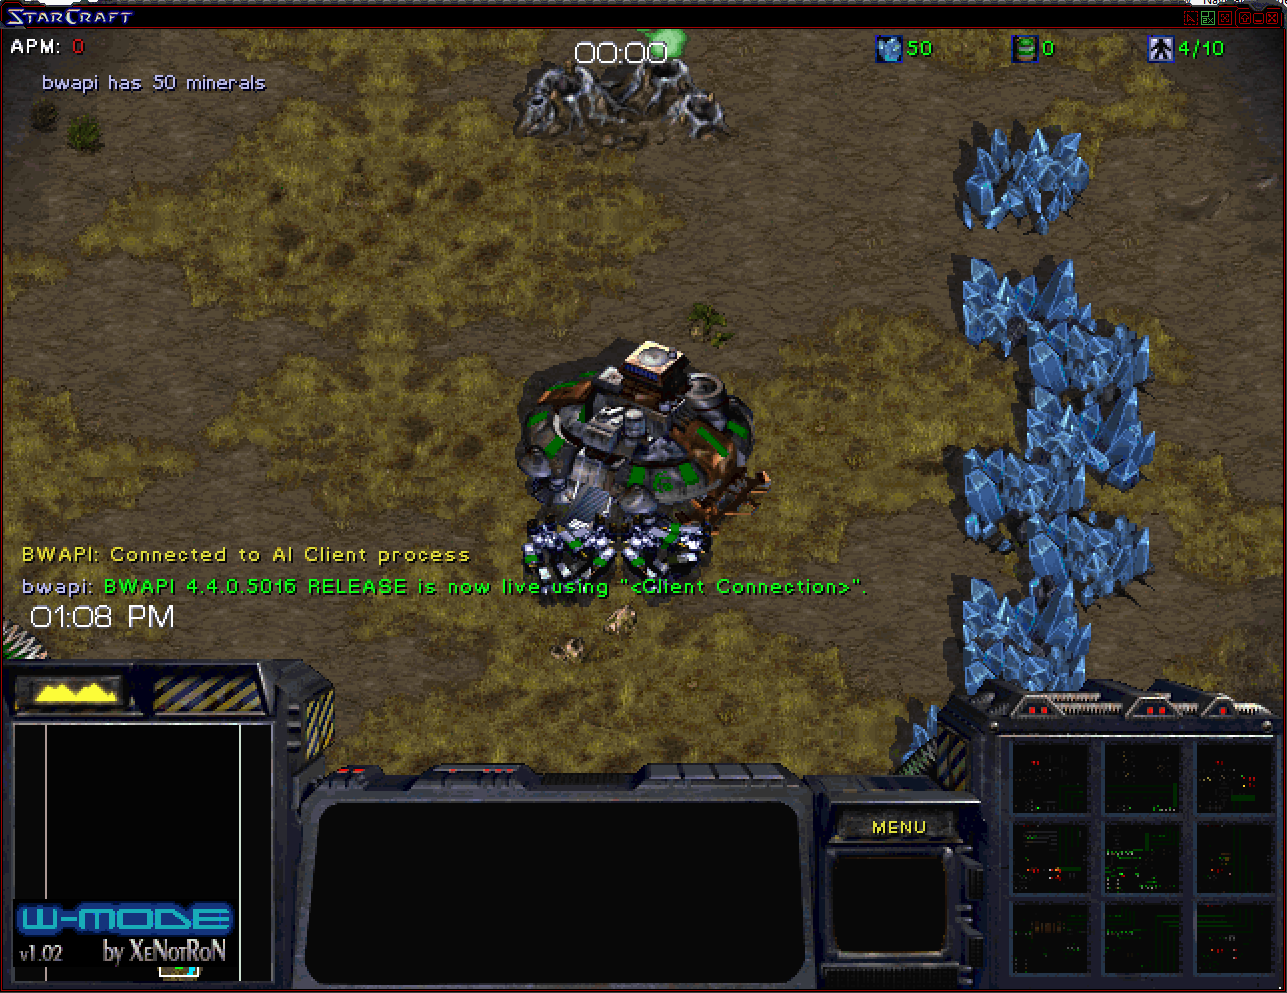 STARCRAFT
APM: 0
00:00
50
0
4/10
bwapi has 50 minerals
BWAPI: Connected to AI Client process
bwapi: BWAPI 4.4.0.5016 RELEASE is now live using "<Client Connection>".
01:08 PM
MENU
W-MODE
v1.02 by XENOTRON